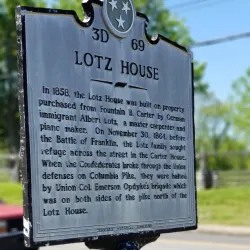 3D 69
LOTZ HOUSE
In 1858, the Lotz House was built on property
purchased from Fountain B. Carter by German
immigrant Albert Lotz, a master carpenter and
piano maker. On November 30, 1864, before
the Battle of Franklin, the Lotz family sought
refuge across the street in the Carter House.
When the Confederates broke through the Union
defenses on Columbia Pike, they were halted
by Union Col. Emerson Opdyke's brigade which
was on both sides of the pike north of the
Lotz House.